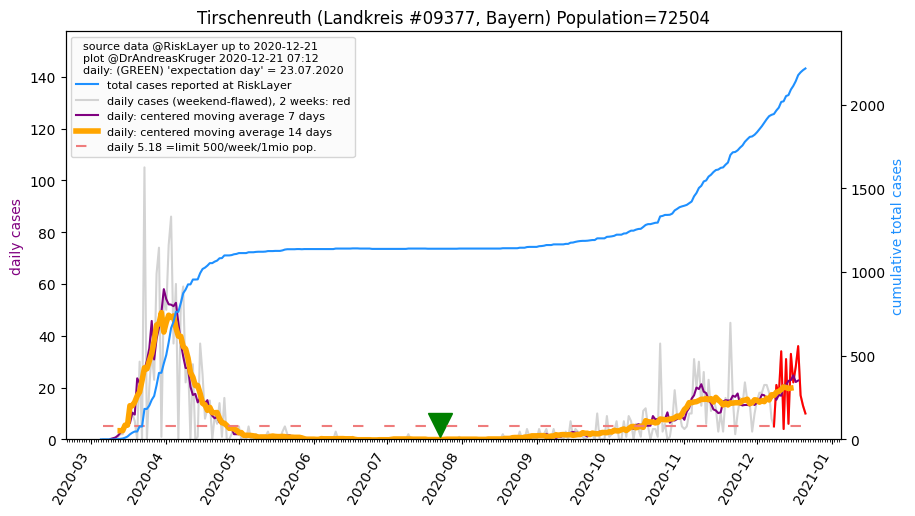 Tirschenreuth (Landkreis #09377, Bayern) Population=72504
source data @RiskLayer up to 2020-12-21
plot @DrAndreasKruger 2020-12-21 07:12
daily: (GREEN) 'expectation day' = 23.07.2020
total cases reported at RiskLayer
daily cases (weekend-flawed), 2 weeks: red
daily: centered moving average 7 days
daily: centered moving average 14 days
daily 5.18 =limit 500/week/1mio pop.
daily cases
140
120
100
80
60
40
20
0
cumulative total cases
2000
1500
1000
500
0
2020-03
2020-04
2020-05
2020-06
2020-07
2020-08
2020-09
2020-10
2020-11
2020-12
2021-01